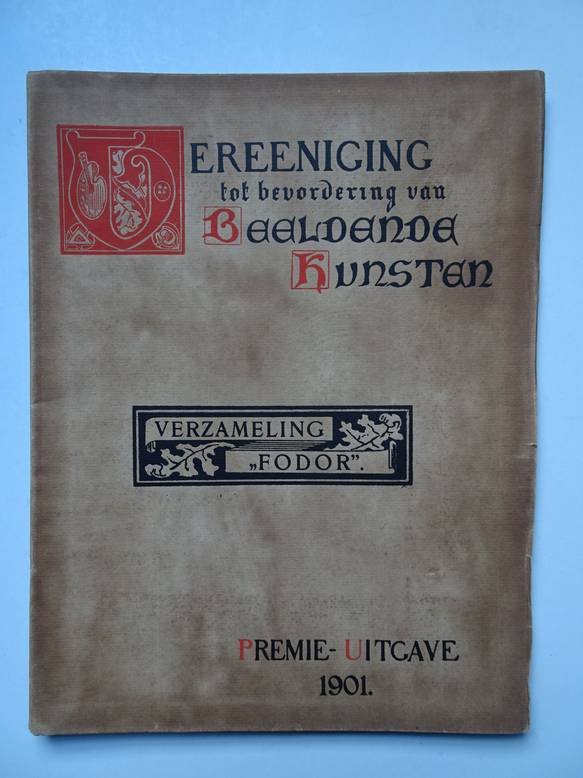 VEREENIGING
tot bevordering van
BEELDENDE
KUNSTEN
VERZAMELING
„FODOR".
PREMIE-UITGAVE
1901.